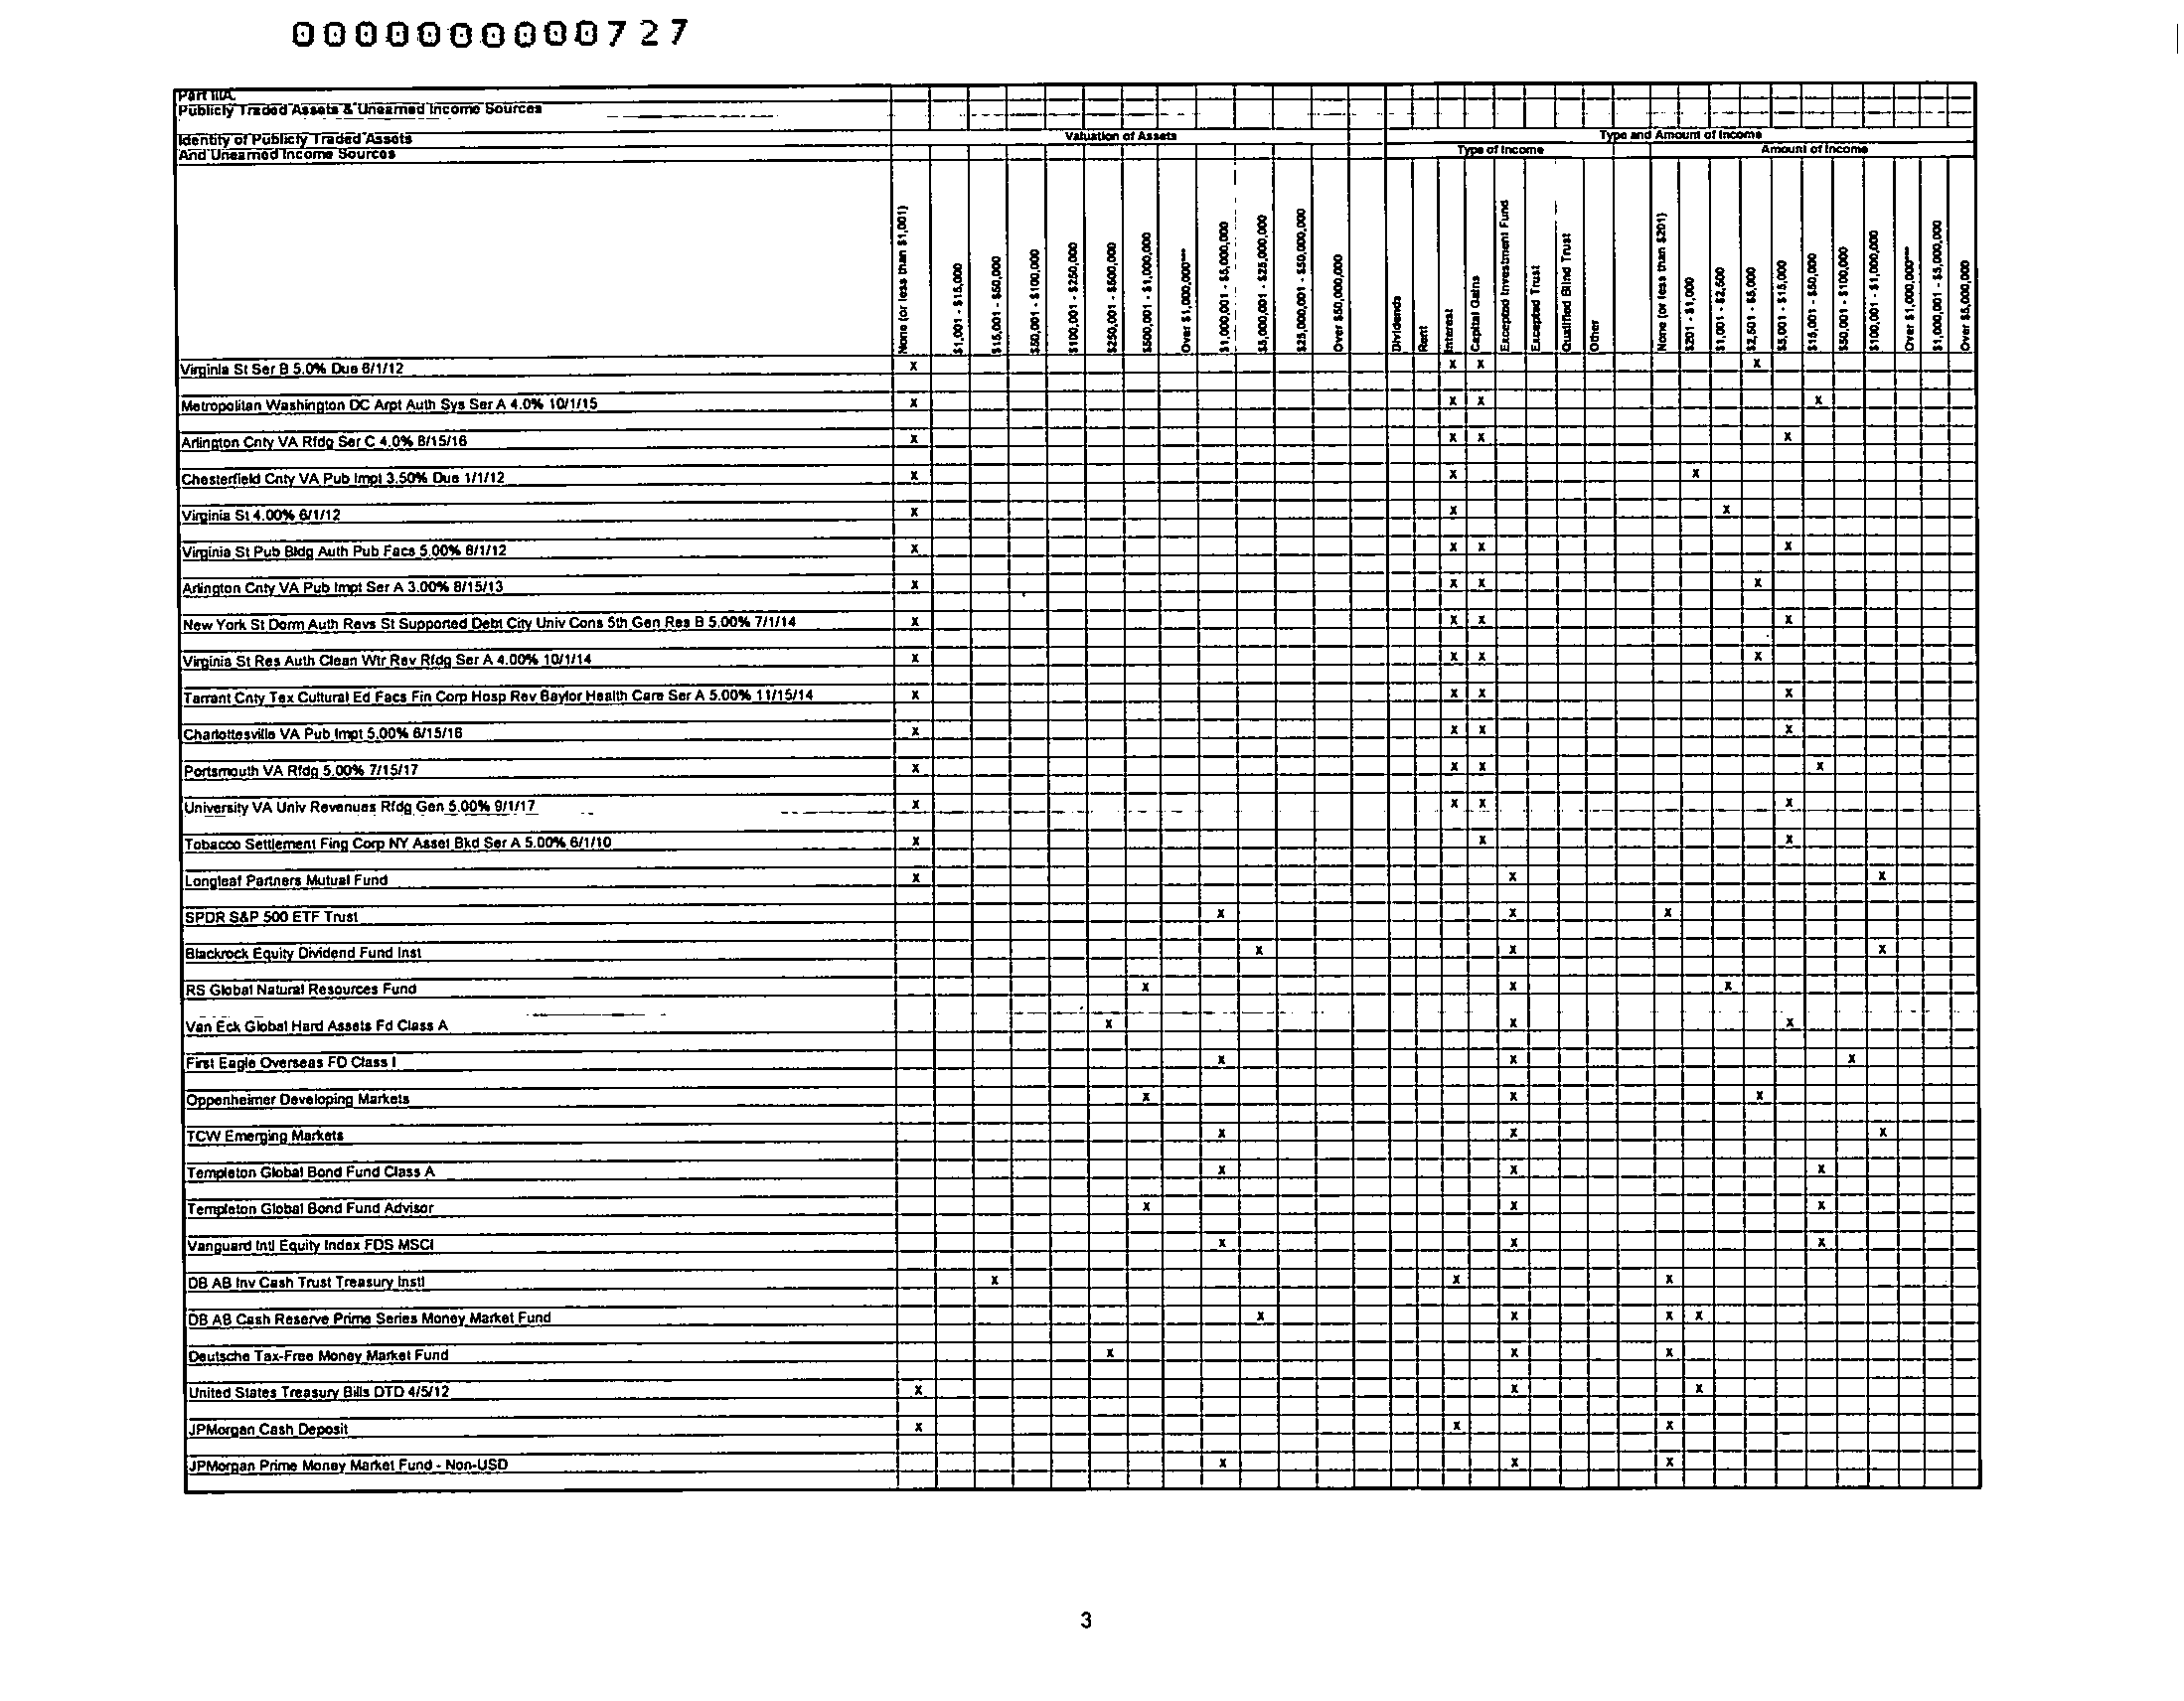 0000000000727
Part IIIA.
Publicly Traded Assets & Unearned Income Sources
Identity of Publicly Traded Assets
And Unearned Income Sources
Valuation of Assets
Type and Amount of Income
Type of Income
Amount of Income
None (or less than $1,001)
$1,001 - $15,000
$15,001 - $50,000
$50,001 - $100,000
$100,001 - $250,000
$250,001 - $500,000
$500,001 - $1,000,000
Over $1,000,000***
$1,000,001 - $5,000,000
$5,000,001 - $25,000,000
$25,000,001 - $50,000,000
Over $50,000,000
Dividends
Rent
Interest
Capital Gains
Excepted Investment Fund
Excepted Trust
Qualified Blind Trust
Other
None (or less than $201)
$201 - $1,000
$1,001 - $2,500
$2,501 - $5,000
$5,001 - $15,000
$15,001 - $50,000
$50,001 - $100,000
$100,001 - $1,000,000
Over $1,000,000***
$1,000,001 - $5,000,000
Over $5,000,000
Virginia St Ser B 5.0% Due 6/1/12 X X X X
Metropolitan Washington DC Arpt Auth Sys Ser A 4.0% 10/1/15 X X X X
Arlington Cnty VA Rfdg Ser C 4.0% 8/15/16 X X X X
Chesterfield Cnty VA Pub Impt 3.50% Due 1/1/12 X X X
Virginia St 4.00% 6/1/12 X X X
Virginia St Pub Bldg Auth Pub Facs 5.00% 8/1/12 X X X X
Arlington Cnty VA Pub Impt Ser A 3.00% 8/15/13 X X X X
New York St Dorm Auth Revs St Supported Debt City Univ Cons 5th Gen Res B 5.00% 7/1/14 X X X X
Virginia St Res Auth Clean Wtr Rev Rfdg Ser A 4.00% 10/1/14 X X X X
Tarrant Cnty Tex Cultural Ed Facs Fin Corp Hosp Rev Baylor Health Care Ser A 5.00% 11/15/14 X X X X
Charlottesville VA Pub Impt 5.00% 6/15/16 X X X X
Portsmouth VA Rfdg 5.00% 7/15/17 X X X X
University VA Univ Revenues Rfdg Gen 5.00% 9/1/17 X X X X
Tobacco Settlement Fing Corp NY Asset Bkd Ser A 5.00% 6/1/10 X X X
Longleaf Partners Mutual Fund X X X
SPDR S&P 500 ETF Trust X X X
Blackrock Equity Dividend Fund Inst X X X
RS Global Natural Resources Fund X X X
Van Eck Global Hard Assets Fd Class A X X X
First Eagle Overseas FD Class I X X X
Oppenheimer Developing Markets X X X
TCW Emerging Markets X X X
Templeton Global Bond Fund Class A X X X
Templeton Global Bond Fund Advisor X X X
Vanguard Intl Equity Index FDS MSCI X X X
DB AB Inv Cash Trust Treasury Instl X X X
DB AB Cash Reserve Prime Series Money Market Fund X X X X
Deutsche Tax-Free Money Market Fund X X X
United States Treasury Bills DTD 4/5/12 X X X
JPMorgan Cash Deposit X X X
JPMorgan Prime Money Market Fund - Non-USD X X X
3